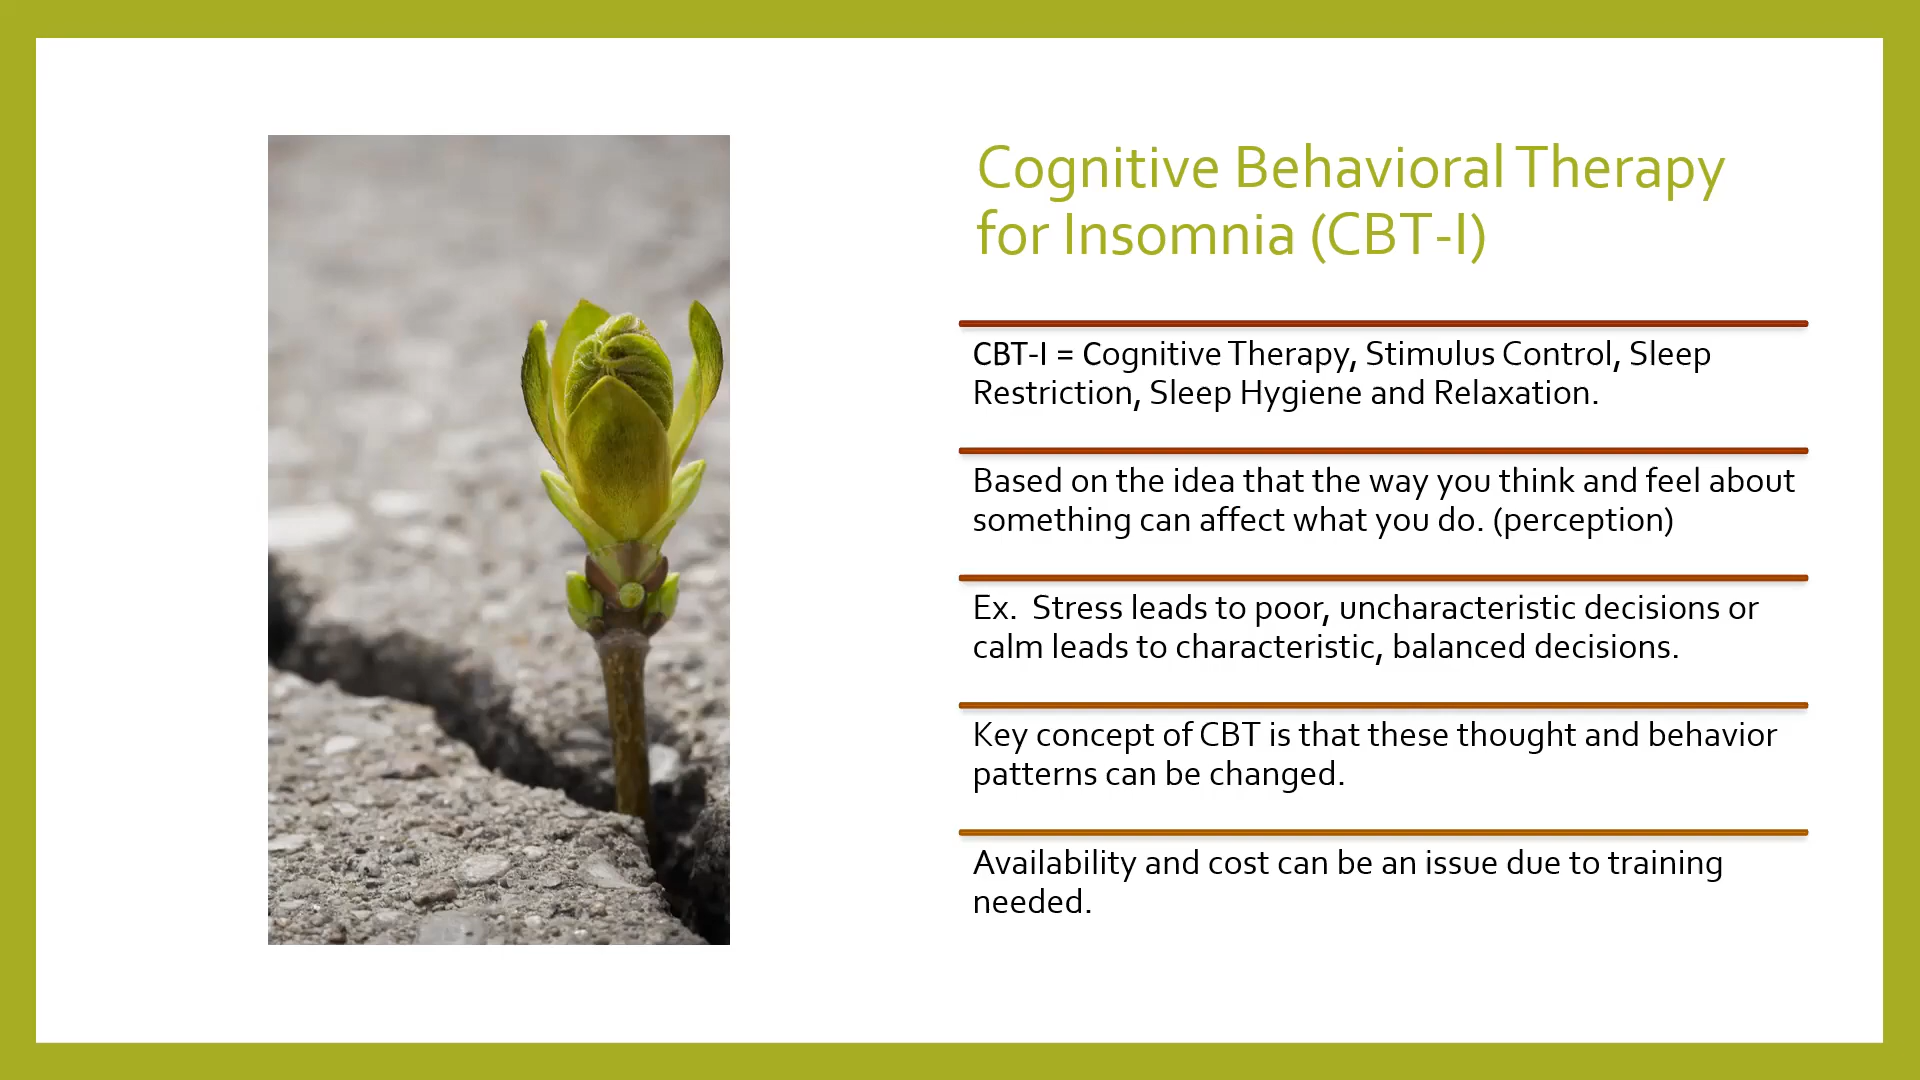 Cognitive Behavioral Therapy
for Insomnia (CBT-I)
CBT-I = Cognitive Therapy, Stimulus Control, Sleep
Restriction, Sleep Hygiene and Relaxation.
Based on the idea that the way you think and feel about
something can affect what you do. (perception)
Ex.  Stress leads to poor, uncharacteristic decisions or
calm leads to characteristic, balanced decisions.
Key concept of CBT is that these thought and behavior
patterns can be changed.
Availability and cost can be an issue due to training
needed.